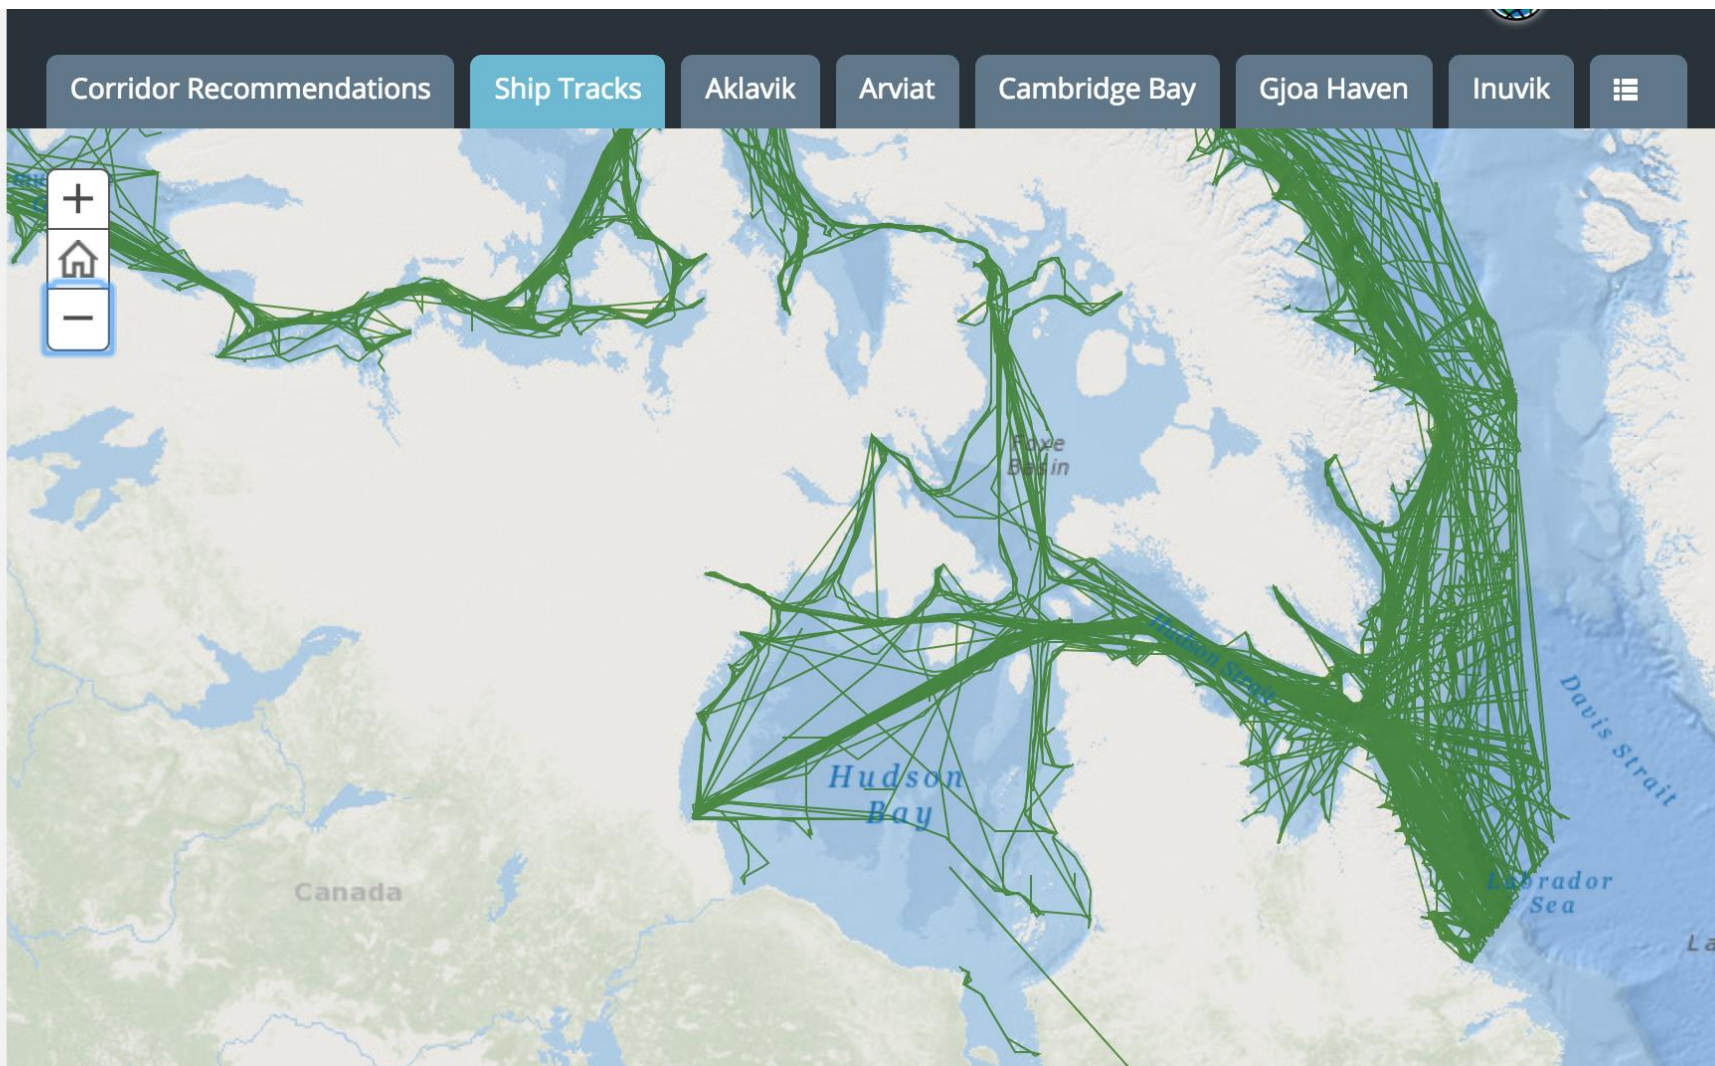 Corridor Recommendations
Ship Tracks
Aklavik
Arviat
Cambridge Bay
Gjoa Haven
Inuvik
Foxe
Basin
Hudson Strait
Davis Strait
Hudson
Bay
Canada
Labrador
Sea